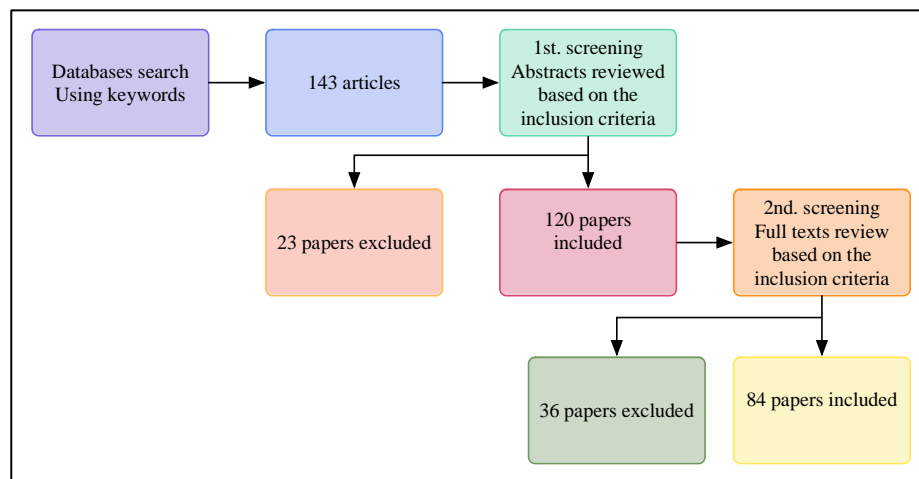 Databases search
Using keywords
143 articles
1st. screening
Abstracts reviewed
based on the
inclusion criteria
23 papers excluded
120 papers
included
2nd. screening
Full texts review
based on the
inclusion criteria
36 papers excluded
84 papers included